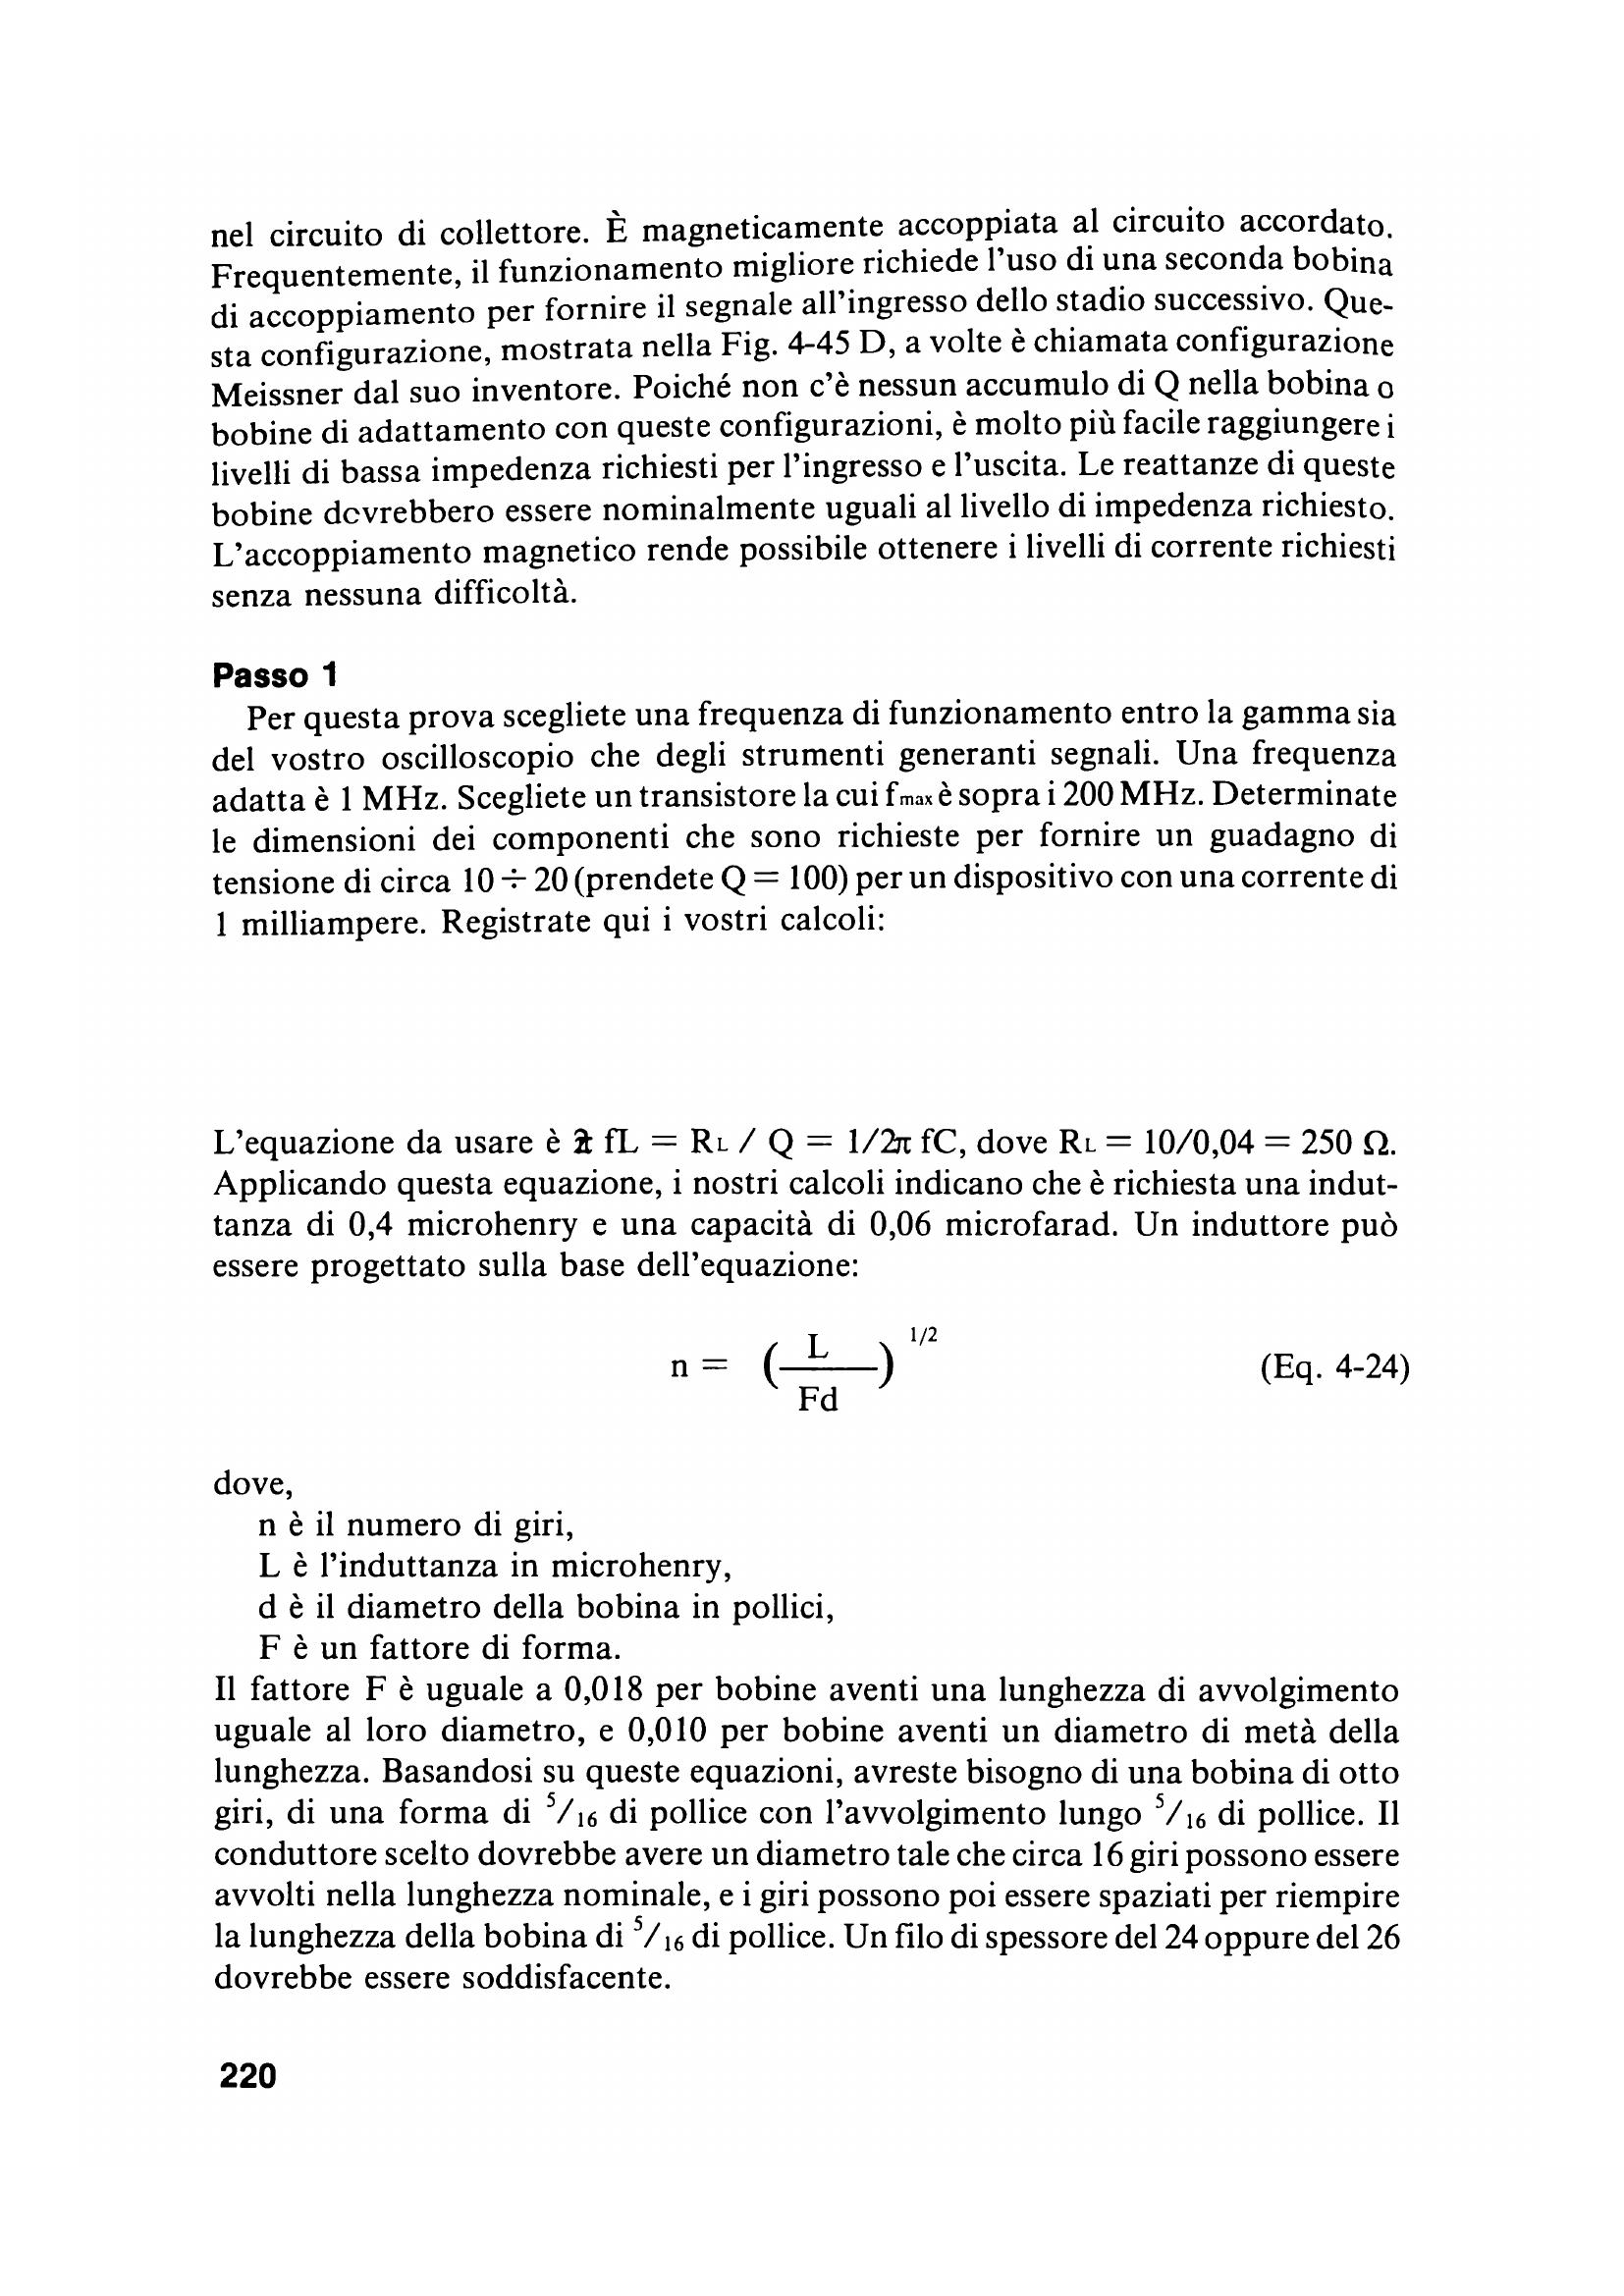 nel circuito di collettore. È magneticamente accoppiata al circuito accordato.
Frequentemente, il funzionamento migliore richiede l'uso di una seconda bobina
di accoppiamento per fornire il segnale all'ingresso dello stadio successivo. Que-
sta configurazione, mostrata nella Fig. 4-45 D, a volte è chiamata configurazione
Meissner dal suo inventore. Poiché non c'è nessun accumulo di Q nella bobina o
bobine di adattamento con queste configurazioni, è molto più facile raggiungere i
livelli di bassa impedenza richiesti per l'ingresso e l'uscita. Le reattanze di queste
bobine dcvrebbero essere nominalmente uguali al livello di impedenza richiesto.
L'accoppiamento magnetico rende possibile ottenere i livelli di corrente richiesti
senza nessuna difficoltà.
Passo 1
Per questa prova scegliete una frequenza di funzionamento entro la gamma sia
del vostro oscilloscopio che degli strumenti generanti segnali. Una frequenza
adatta è 1 MHz. Scegliete un transistore la cui fmax è sopra i 200 MHz. Determinate
le dimensioni dei componenti che sono richieste per fornire un guadagno di
tensione di circa 10 ÷ 20 (prendete Q = 100) per un dispositivo con una corrente di
1 milliampere. Registrate qui i vostri calcoli:
L'equazione da usare è fL = RL / Q = 1/2π fC, dove RL = 10/0,04 = 250 Ω.
Applicando questa equazione, i nostri calcoli indicano che è richiesta una indut-
tanza di 0,4 microhenry e una capacità di 0,06 microfarad. Un induttore può
essere progettato sulla base dell'equazione:
n = (L/Fd)^1/2 (Eq. 4-24)
dove,
n è il numero di giri,
L è l'induttanza in microhenry,
d è il diametro della bobina in pollici,
F è un fattore di forma.
Il fattore F è uguale a 0,018 per bobine aventi una lunghezza di avvolgimento
uguale al loro diametro, e 0,010 per bobine aventi un diametro di metà della
lunghezza. Basandosi su queste equazioni, avreste bisogno di una bobina di otto
giri, di una forma di 5/16 di pollice con l'avvolgimento lungo 5/16 di pollice. Il
conduttore scelto dovrebbe avere un diametro tale che circa 16 giri possono essere
avvolti nella lunghezza nominale, e i giri possono poi essere spaziati per riempire
la lunghezza della bobina di 5/16 di pollice. Un filo di spessore del 24 oppure del 26
dovrebbe essere soddisfacente.
220